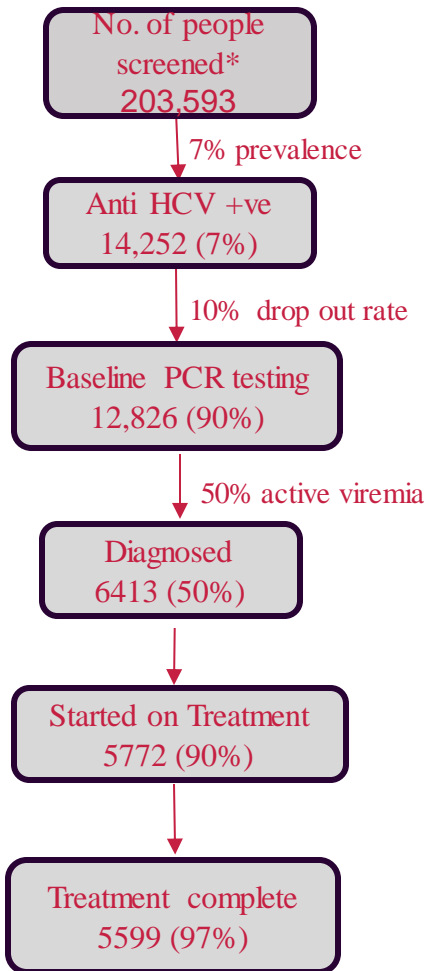 No. of people
screened*
203,593
7% prevalence
Anti HCV +ve
14,252 (7%)
10% drop out rate
Baseline PCR testing
12,826 (90%)
50% active viremia
Diagnosed
6413 (50%)
Started on Treatment
5772 (90%)
Treatment complete
5599 (97%)